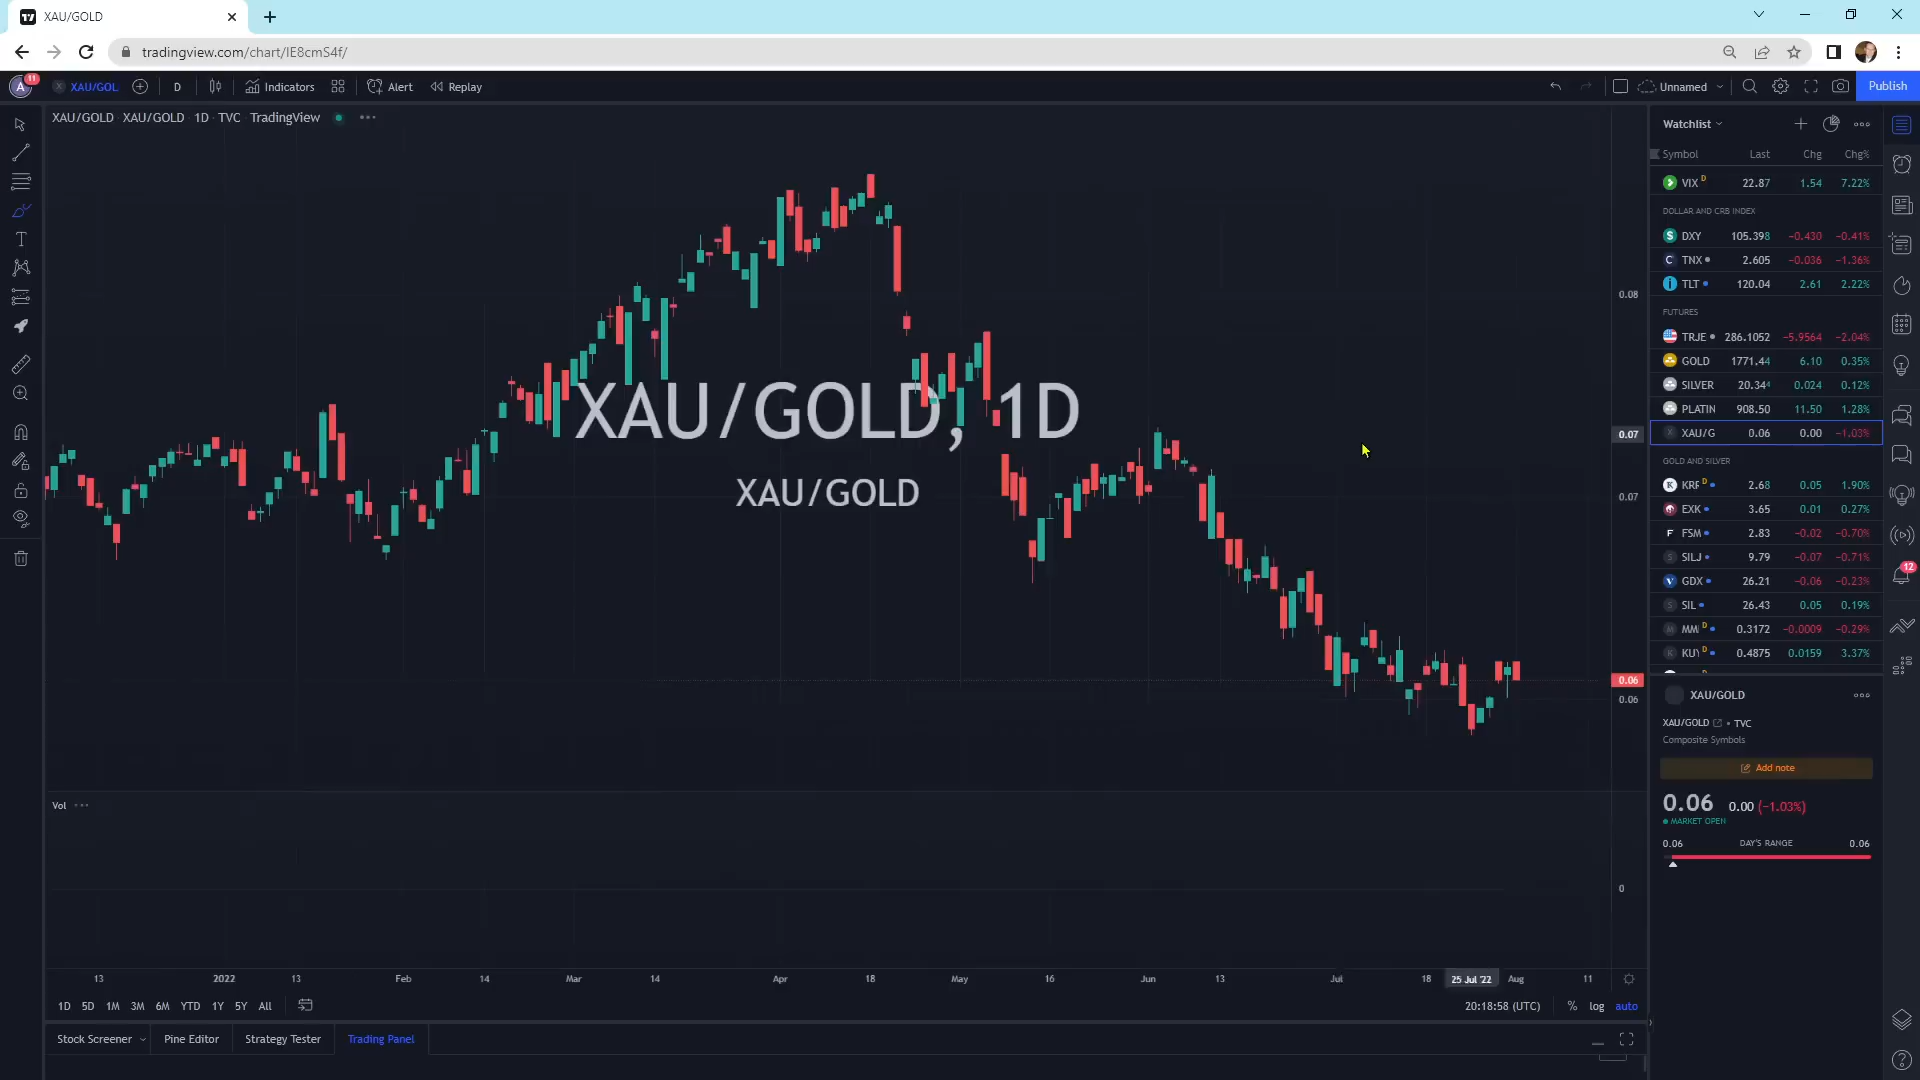 XAU/GOLD
tradingview.com/chart/IE8cmS4f/
A 11 XAU/GOL D Indicators Alert Replay Unnamed Publish
XAU/GOLD · XAU/GOLD · 1D · TVC · TradingView
XAU/GOLD, 1D
XAU/GOLD
0.08
0.07
0.07
0.06
0.06
Vol
0
13 2022 13 Feb 14 Mar 14 Apr 18 May 16 Jun 13 Jul 18 25 Jul '22 Aug 11
1D 5D 1M 3M 6M YTD 1Y 5Y All 20:18:58 (UTC) % log auto
Stock Screener Pine Editor Strategy Tester Trading Panel
Watchlist
Symbol Last Chg Chg%
VIX D 22.87 1.54 7.22%
DOLLAR AND CRB INDEX
DXY 105.398 −0.430 −0.41%
TNX 2.605 −0.036 −1.36%
TLT 120.04 2.61 2.22%
FUTURES
TRJE 286.1052 −5.9564 −2.04%
GOLD 1771.44 6.10 0.35%
SILVER 20.344 0.024 0.12%
PLATIN 908.50 11.50 1.28%
XAU/G 0.06 0.00 −1.03%
GOLD AND SILVER
KRF D 2.68 0.05 1.90%
EXK 3.65 0.01 0.27%
FSM 2.83 −0.02 −0.70%
SILJ 9.79 −0.07 −0.71%
GDX 26.21 −0.06 −0.23%
SIL 26.43 0.05 0.19%
MM D 0.3172 −0.0009 −0.29%
KUY D 0.4875 0.0159 3.37%
12
XAU/GOLD
XAU/GOLD • TVC
Composite Symbols
Add note
0.06 0.00 (−1.03%)
MARKET OPEN
0.06 DAY'S RANGE 0.06